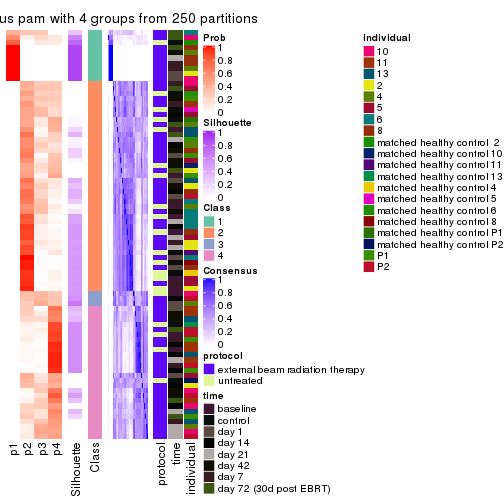 us pam with 4 groups from 250 partitions
Prob
1
0.8
0.6
0.4
0.2
0
Silhouette
1
0.8
0.6
0.4
0.2
0
Class
1
2
3
4
Consensus
1
0.8
0.6
0.4
0.2
0
protocol
external beam radiation therapy
untreated
time
baseline
control
day 1
day 14
day 21
day 42
day 7
day 72 (30d post EBRT)
individual
10
11
13
2
4
5
6
8
matched healthy control 2
matched healthy control 10
matched healthy control 11
matched healthy control 13
matched healthy control 4
matched healthy control 5
matched healthy control 6
matched healthy control 8
matched healthy control P1
matched healthy control P2
P1
P2
p1
p2
p3
p4
Silhouette
Class
protocol
time
individual